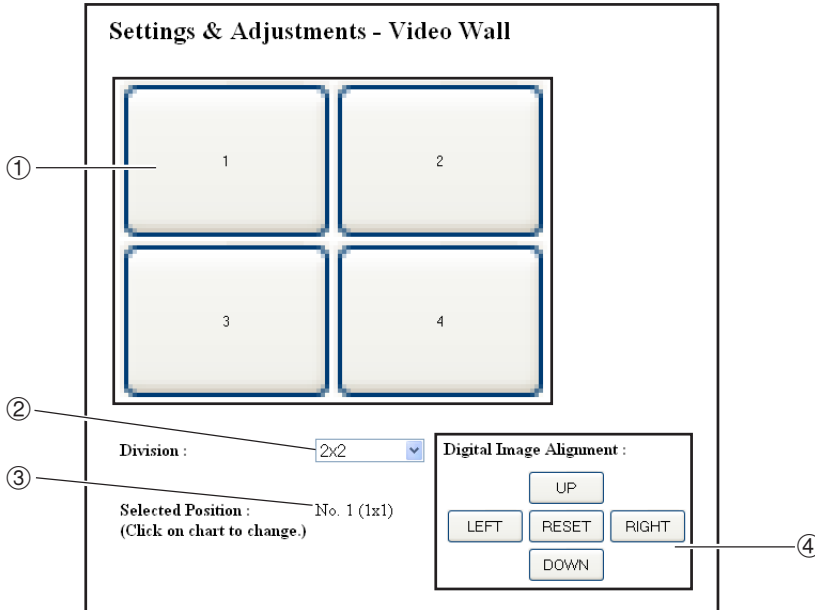 Settings & Adjustments - Video Wall
① 1 2
3 4
② Division : 2x2
Digital Image Alignment :
UP
③ Selected Position : No. 1 (1x1)
(Click on chart to change.)
LEFT RESET RIGHT
④
DOWN